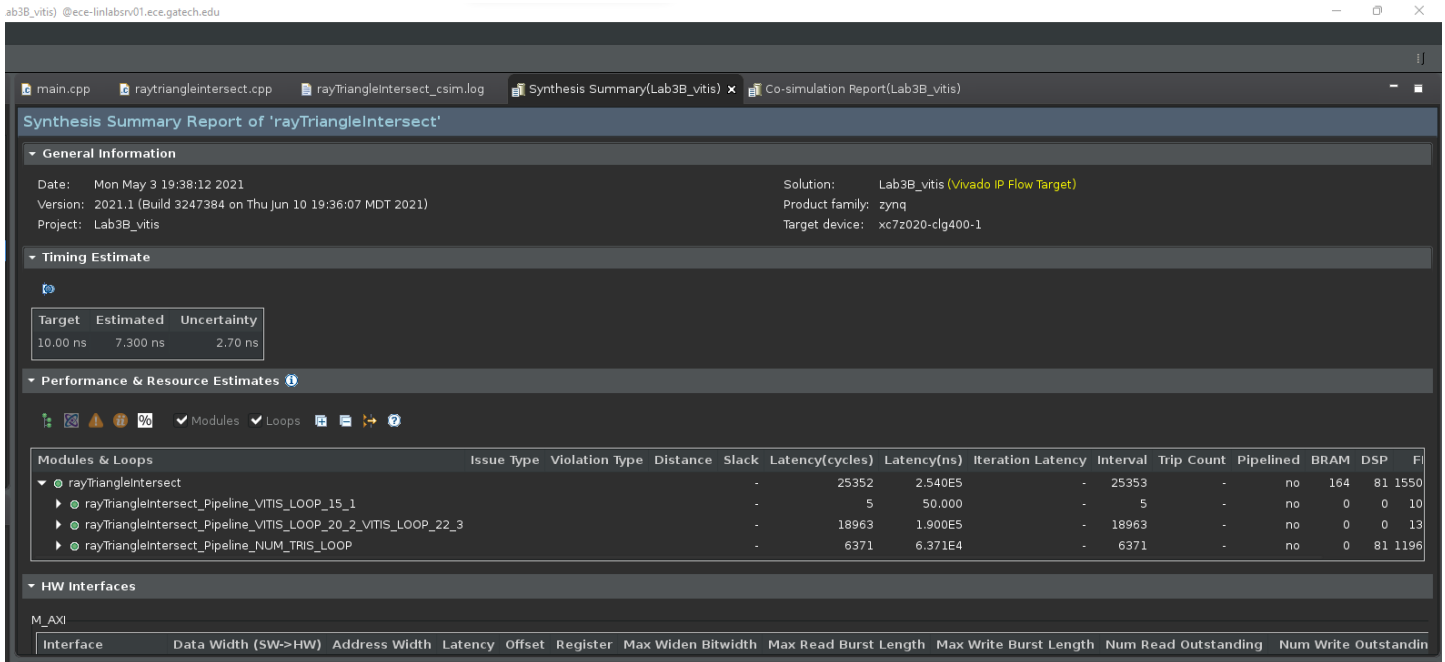 ab3B_vitis) @ece-linlabsrv01.ece.gatech.edu
main.cpp raytriangleintersect.cpp rayTriangleIntersect_csim.log Synthesis Summary(Lab3B_vitis) Co-simulation Report(Lab3B_vitis)
Synthesis Summary Report of 'rayTriangleIntersect'
General Information
Date: Mon May 3 19:38:12 2021 Solution: Lab3B_vitis (Vivado IP Flow Target)
Version: 2021.1 (Build 3247384 on Thu Jun 10 19:36:07 MDT 2021) Product family: zynq
Project: Lab3B_vitis Target device: xc7z020-clg400-1
Timing Estimate
Target Estimated Uncertainty
10.00 ns 7.300 ns 2.70 ns
Performance & Resource Estimates
% Modules Loops
Modules & Loops Issue Type Violation Type Distance Slack Latency(cycles) Latency(ns) Iteration Latency Interval Trip Count Pipelined BRAM DSP Fl
rayTriangleIntersect - 25352 2.540E5 - 25353 - no 164 81 1550
rayTriangleIntersect_Pipeline_VITIS_LOOP_15_1 - 5 50.000 - 5 - no 0 0 10
rayTriangleIntersect_Pipeline_VITIS_LOOP_20_2_VITIS_LOOP_22_3 - 18963 1.900E5 - 18963 - no 0 0 13
rayTriangleIntersect_Pipeline_NUM_TRIS_LOOP - 6371 6.371E4 - 6371 - no 0 81 1196
HW Interfaces
M_AXI
Interface Data Width (SW->HW) Address Width Latency Offset Register Max Widen Bitwidth Max Read Burst Length Max Write Burst Length Num Read Outstanding Num Write Outstandin